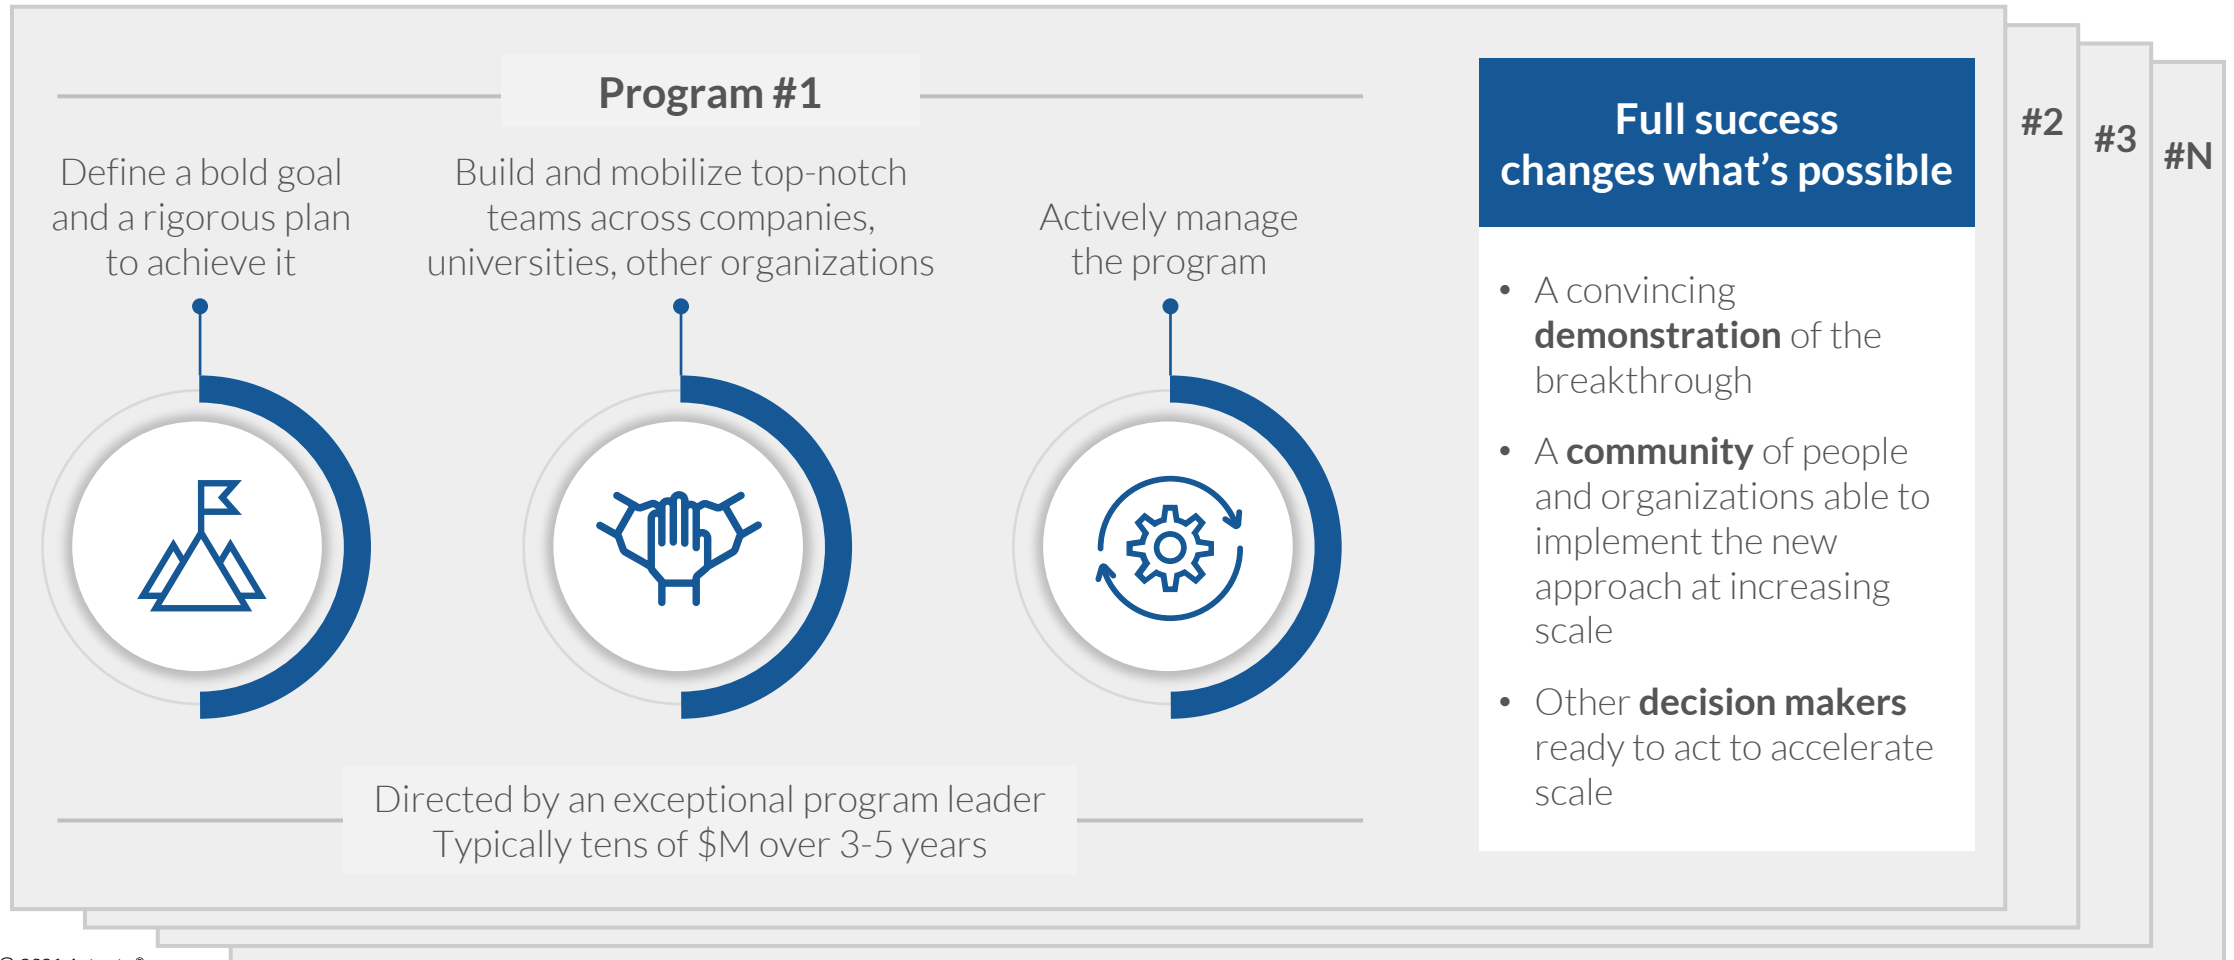 Program #1
Define a bold goal
and a rigorous plan
to achieve it
Build and mobilize top-notch
teams across companies,
universities, other organizations
Actively manage
the program
Directed by an exceptional program leader
Typically tens of $M over 3-5 years
Full success
changes what's possible
• A convincing
demonstration of the
breakthrough
• A community of people
and organizations able to
implement the new
approach at increasing
scale
• Other decision makers
ready to act to accelerate
scale
#2
#3
#N